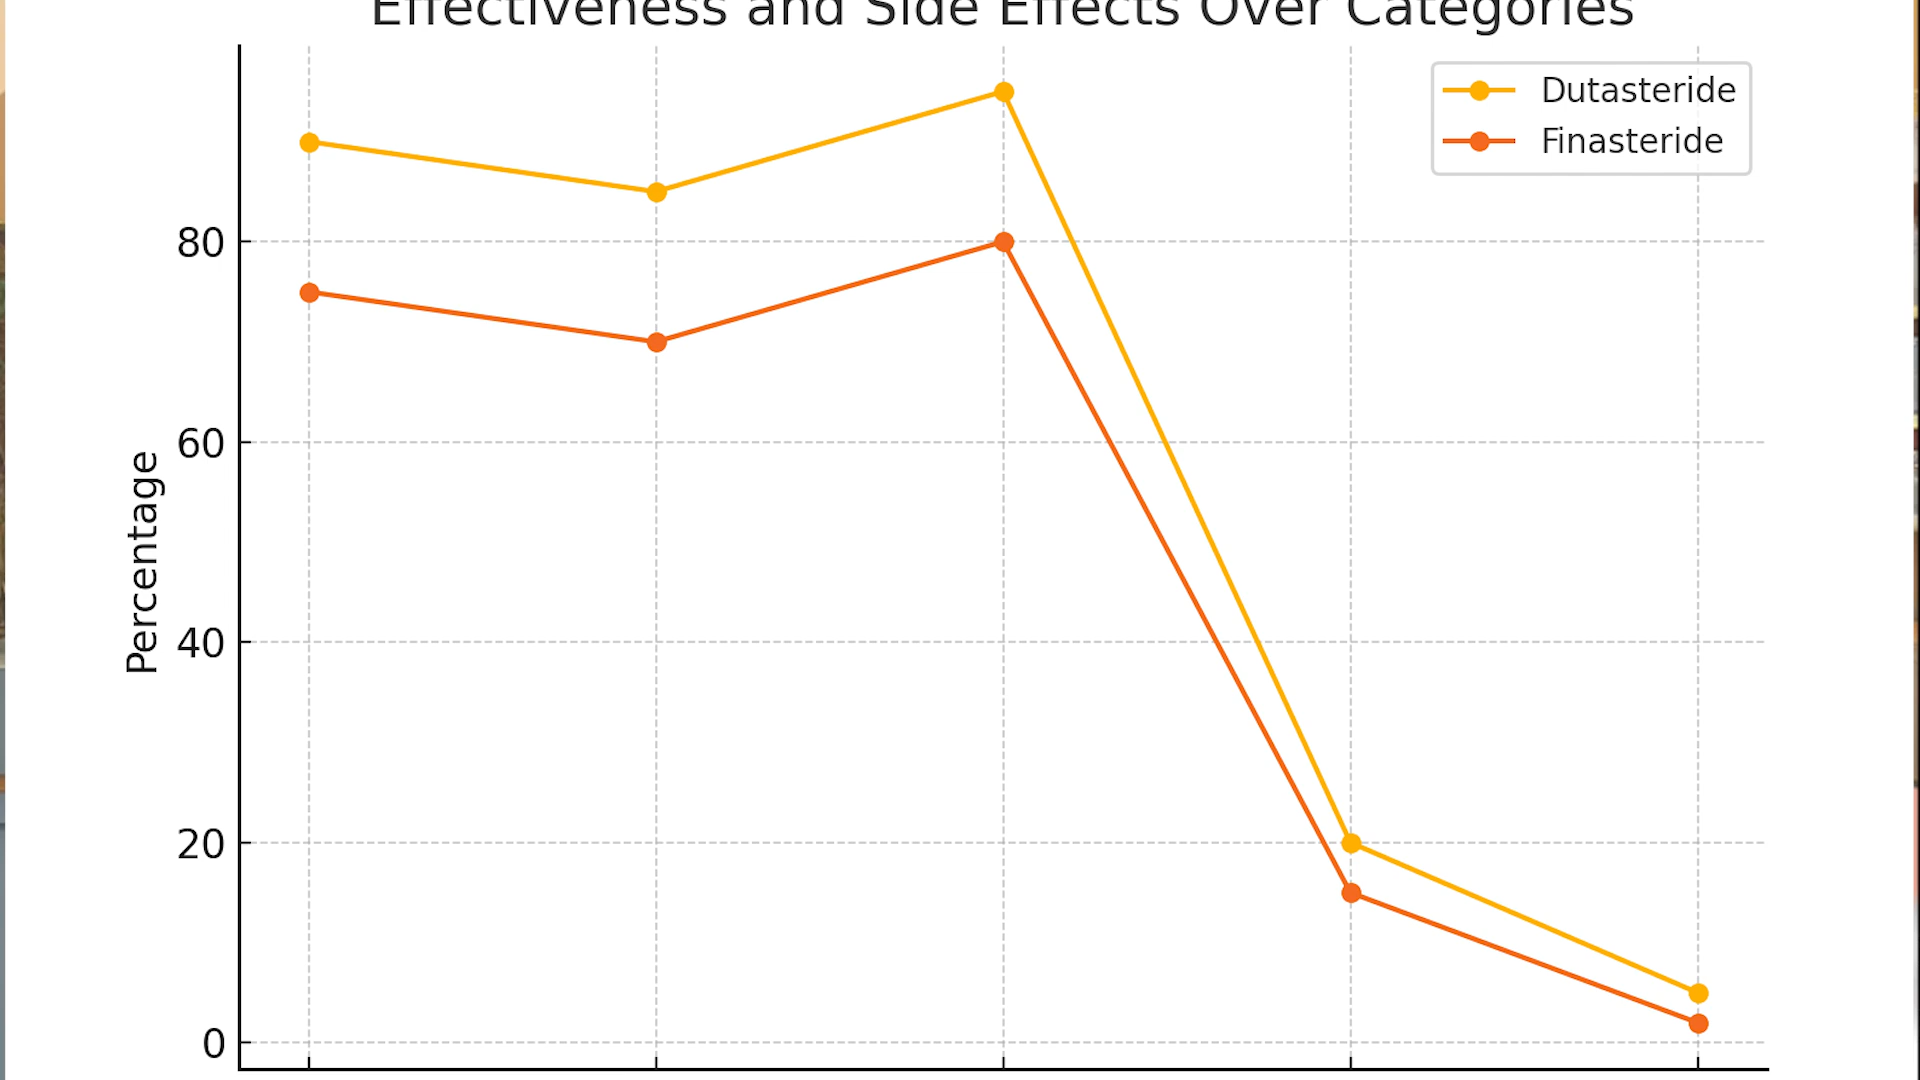 Effectiveness and Side Effects Over Categories
Dutasteride
Finasteride
80
60
40
20
0
Percentage